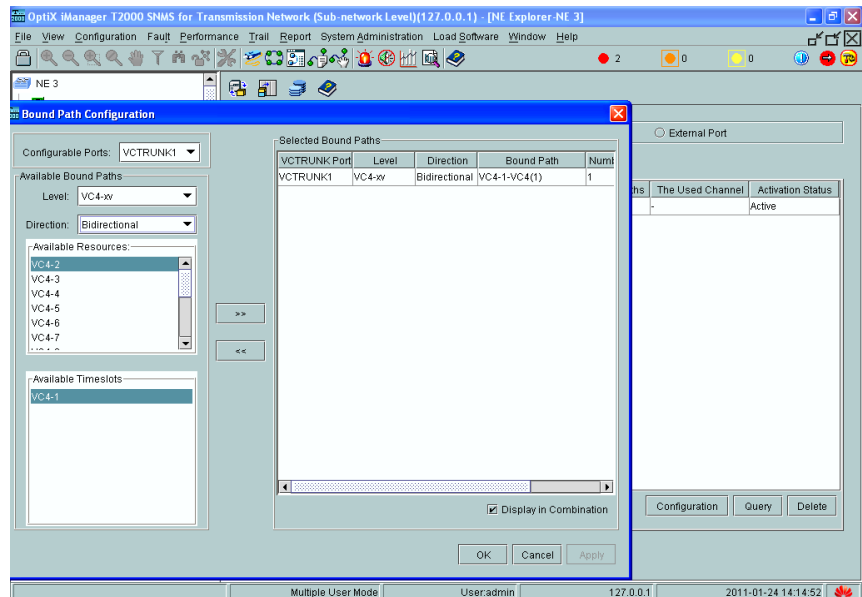 OptiX iManager T2000 SNMS for Transmission Network (Sub-network Level)(127.0.0.1) - [NE Explorer-NE 3]
File View Configuration Fault Performance Trail Report System Administration Load Software Window Help
2 0 0
NE 3
Bound Path Configuration
External Port
Configurable Ports: VCTRUNK1
Available Bound Paths
Level: VC4-xv
Direction: Bidirectional
Available Resources:
VC4-2
VC4-3
VC4-4
VC4-5
VC4-6
VC4-7
Available Timeslots
VC4-1
>>
<<
Selected Bound Paths
VCTRUNK Port Level Direction Bound Path Numb
VCTRUNK1 VC4-xv Bidirectional VC4-1-VC4(1) 1
Display in Combination
OK Cancel Apply
ths The Used Channel Activation Status
- Active
Configuration Query Delete
Multiple User Mode User:admin 127.0.0.1 2011-01-24 14:14:52